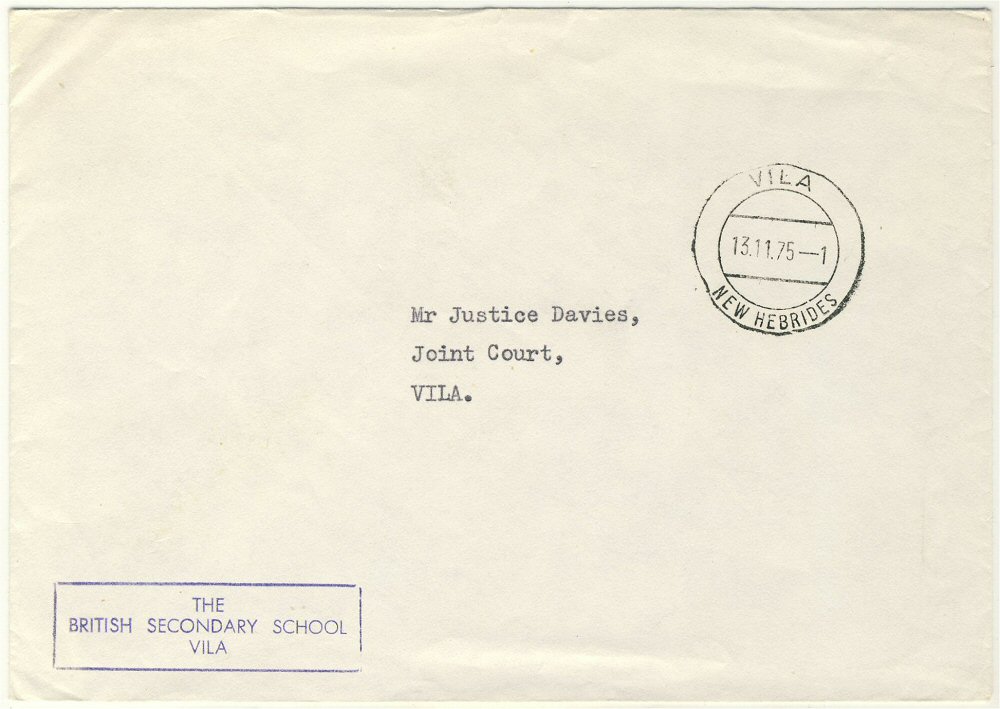 VILA
13.11.75—1
NEW HEBRIDES
Mr Justice Davies,
Joint Court,
VILA.
THE
BRITISH SECONDARY SCHOOL
VILA